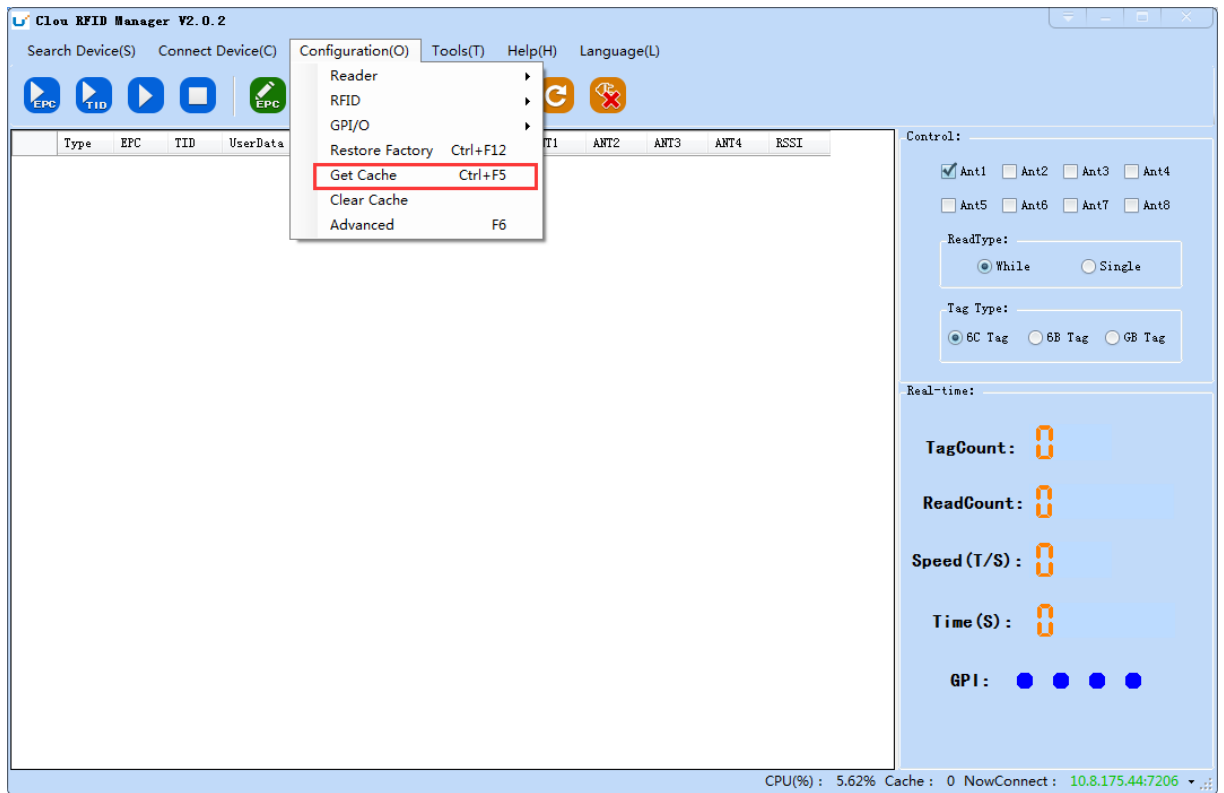 Clou RFID Manager V2.0.2
Search Device(S) Connect Device(C) Configuration(O) Tools(T) Help(H) Language(L)
EPC TID EPC
Reader
RFID
GPI/O
Restore Factory Ctrl+F12
Get Cache Ctrl+F5
Clear Cache
Advanced F6
Type EPC TID UserData ANT2 ANT3 ANT4 RSSI
Control:
Ant1 Ant2 Ant3 Ant4
Ant5 Ant6 Ant7 Ant8
ReadType:
While Single
Tag Type:
6C Tag 6B Tag GB Tag
Real-time:
TagCount: 0
ReadCount: 0
Speed(T/S): 0
Time(S): 0
GPI:
CPU(%) : 5.62% Cache : 0 NowConnect : 10.8.175.44:7206